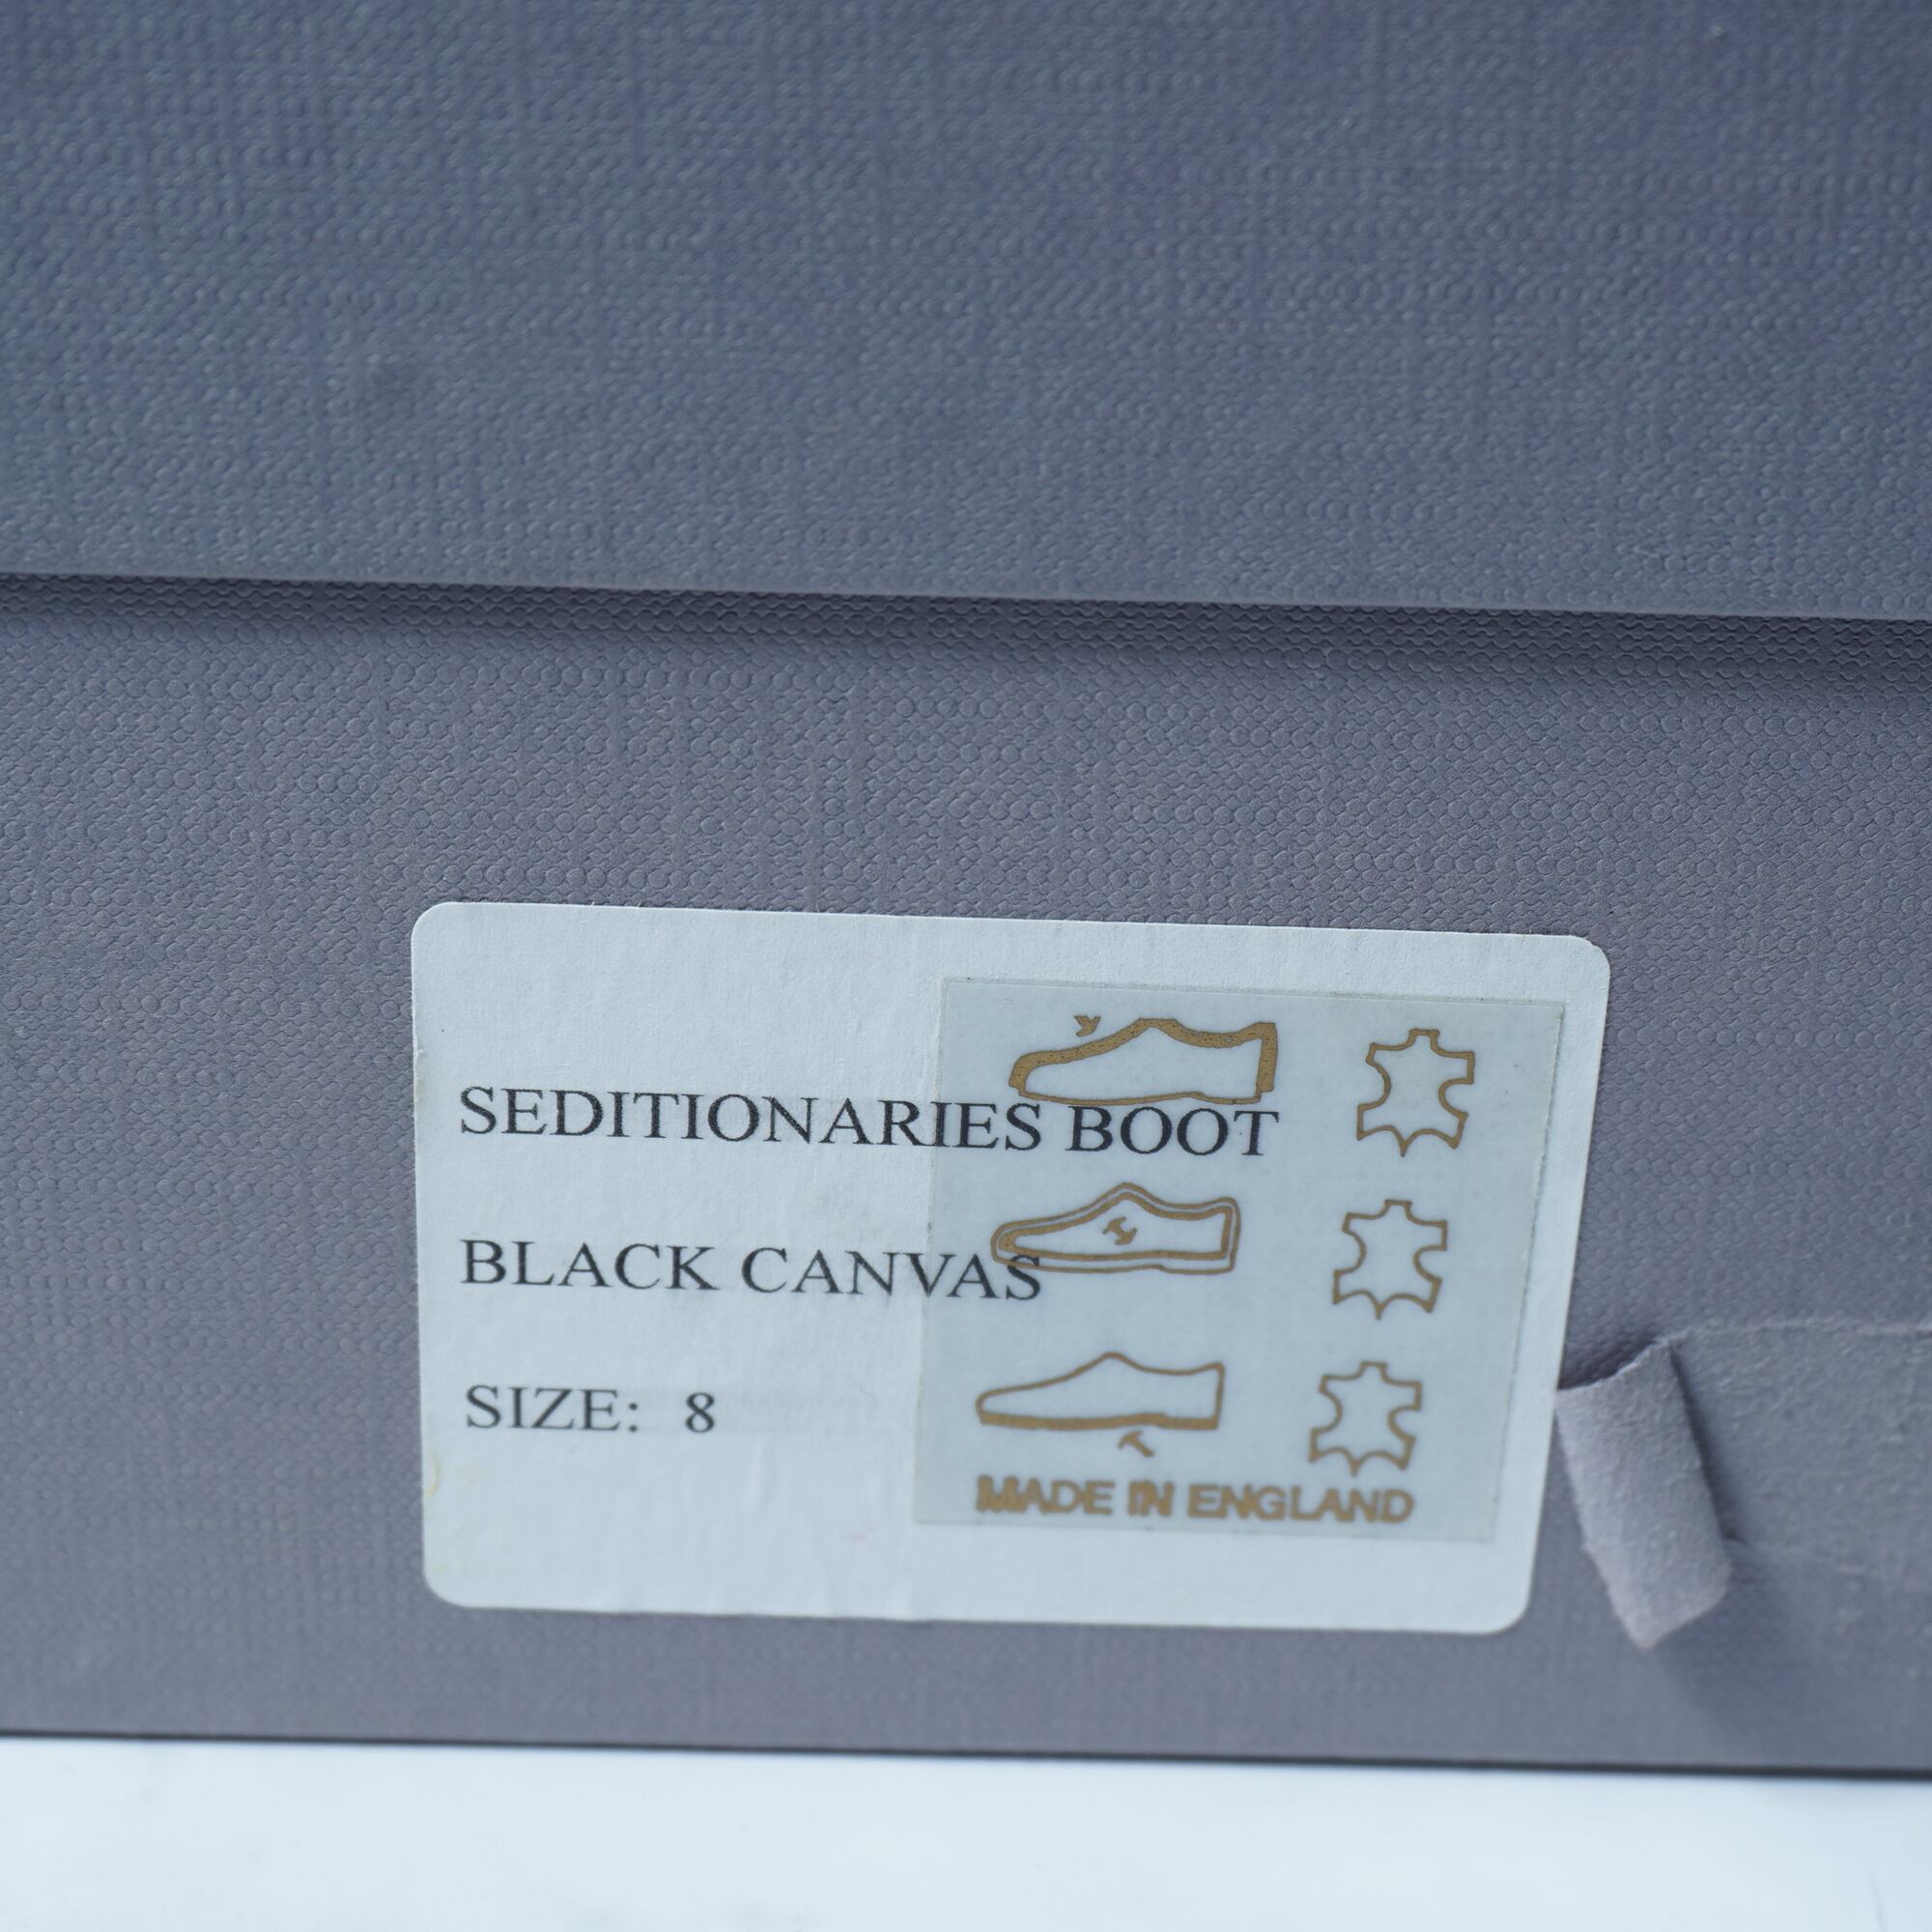 SEDITIONARIES BOOT
BLACK CANVAS
SIZE: 8
MADE IN ENGLAND